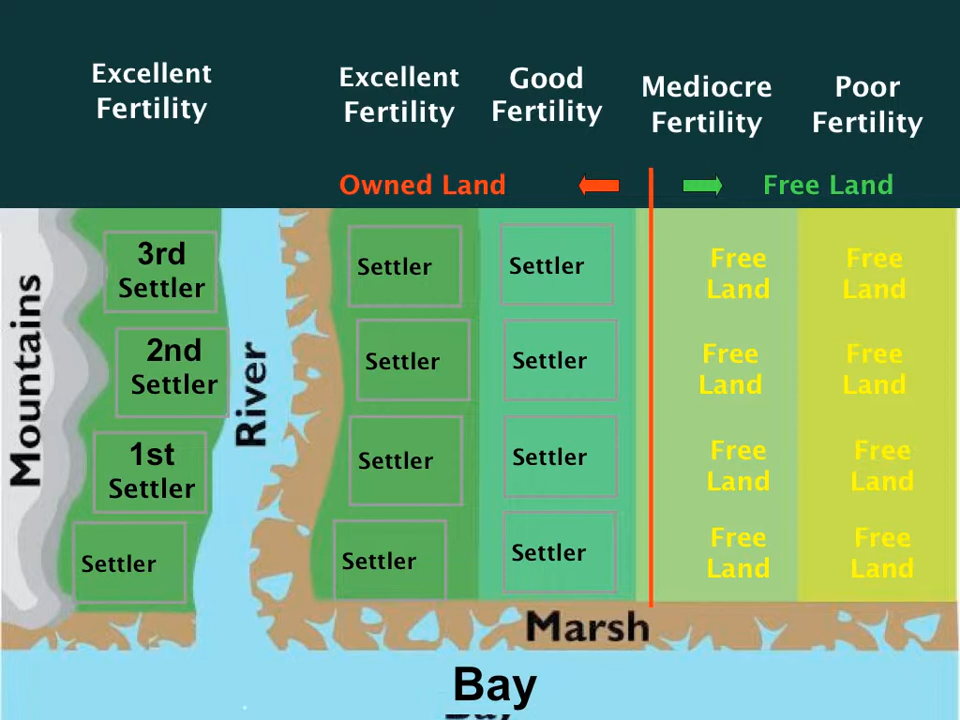 Excellent
Fertility
Excellent
Fertility
Good
Fertility
Mediocre
Fertility
Poor
Fertility
Owned Land
Free Land
Mountains
3rd
Settler
2nd
Settler
1st
Settler
Settler
River
Settler
Settler
Settler
Settler
Settler
Settler
Settler
Settler
Free
Land
Free
Land
Free
Land
Free
Land
Free
Land
Free
Land
Free
Land
Free
Land
Marsh
Bay
Bay